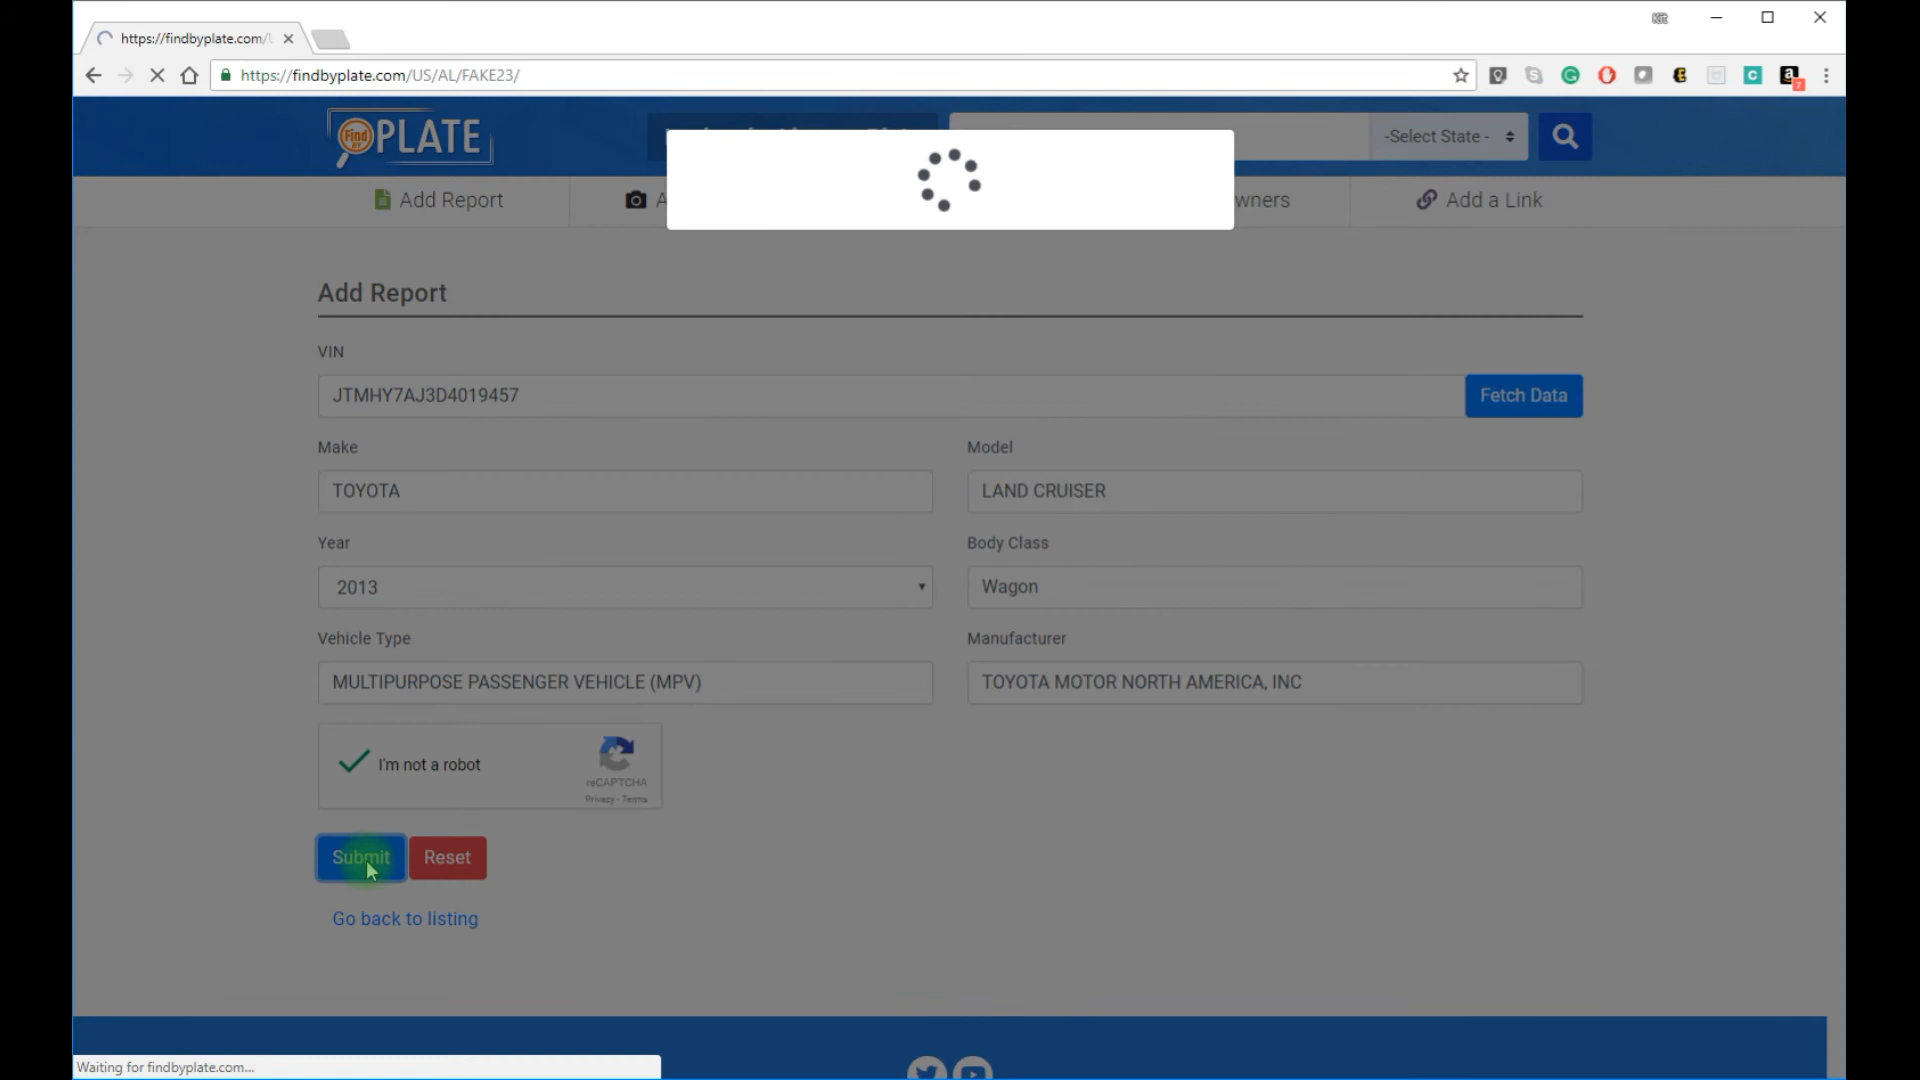 https://findbyplate.com/
https://findbyplate.com/US/AL/FAKE23/
Find BY PLATE
-Select State -
Add Report
wners
Add a Link
Add Report
VIN
JTMHY7AJ3D4019457
Fetch Data
Make
Model
TOYOTA
LAND CRUISER
Year
Body Class
2013
Wagon
Vehicle Type
Manufacturer
MULTIPURPOSE PASSENGER VEHICLE (MPV)
TOYOTA MOTOR NORTH AMERICA, INC
I'm not a robot
reCAPTCHA
Privacy - Terms
Submit
Reset
Go back to listing
Waiting for findbyplate.com...